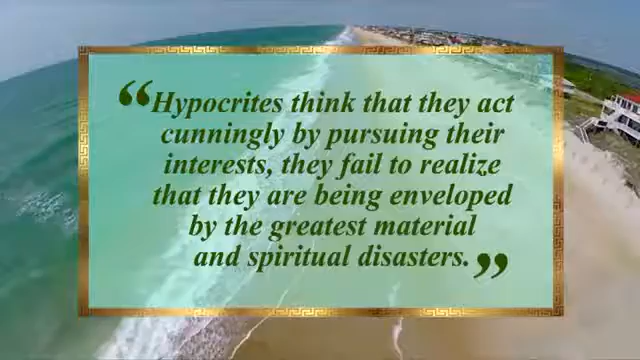 “Hypocrites think that they act
cunningly by pursuing their
interests, they fail to realize
that they are being enveloped
by the greatest material
and spiritual disasters.”